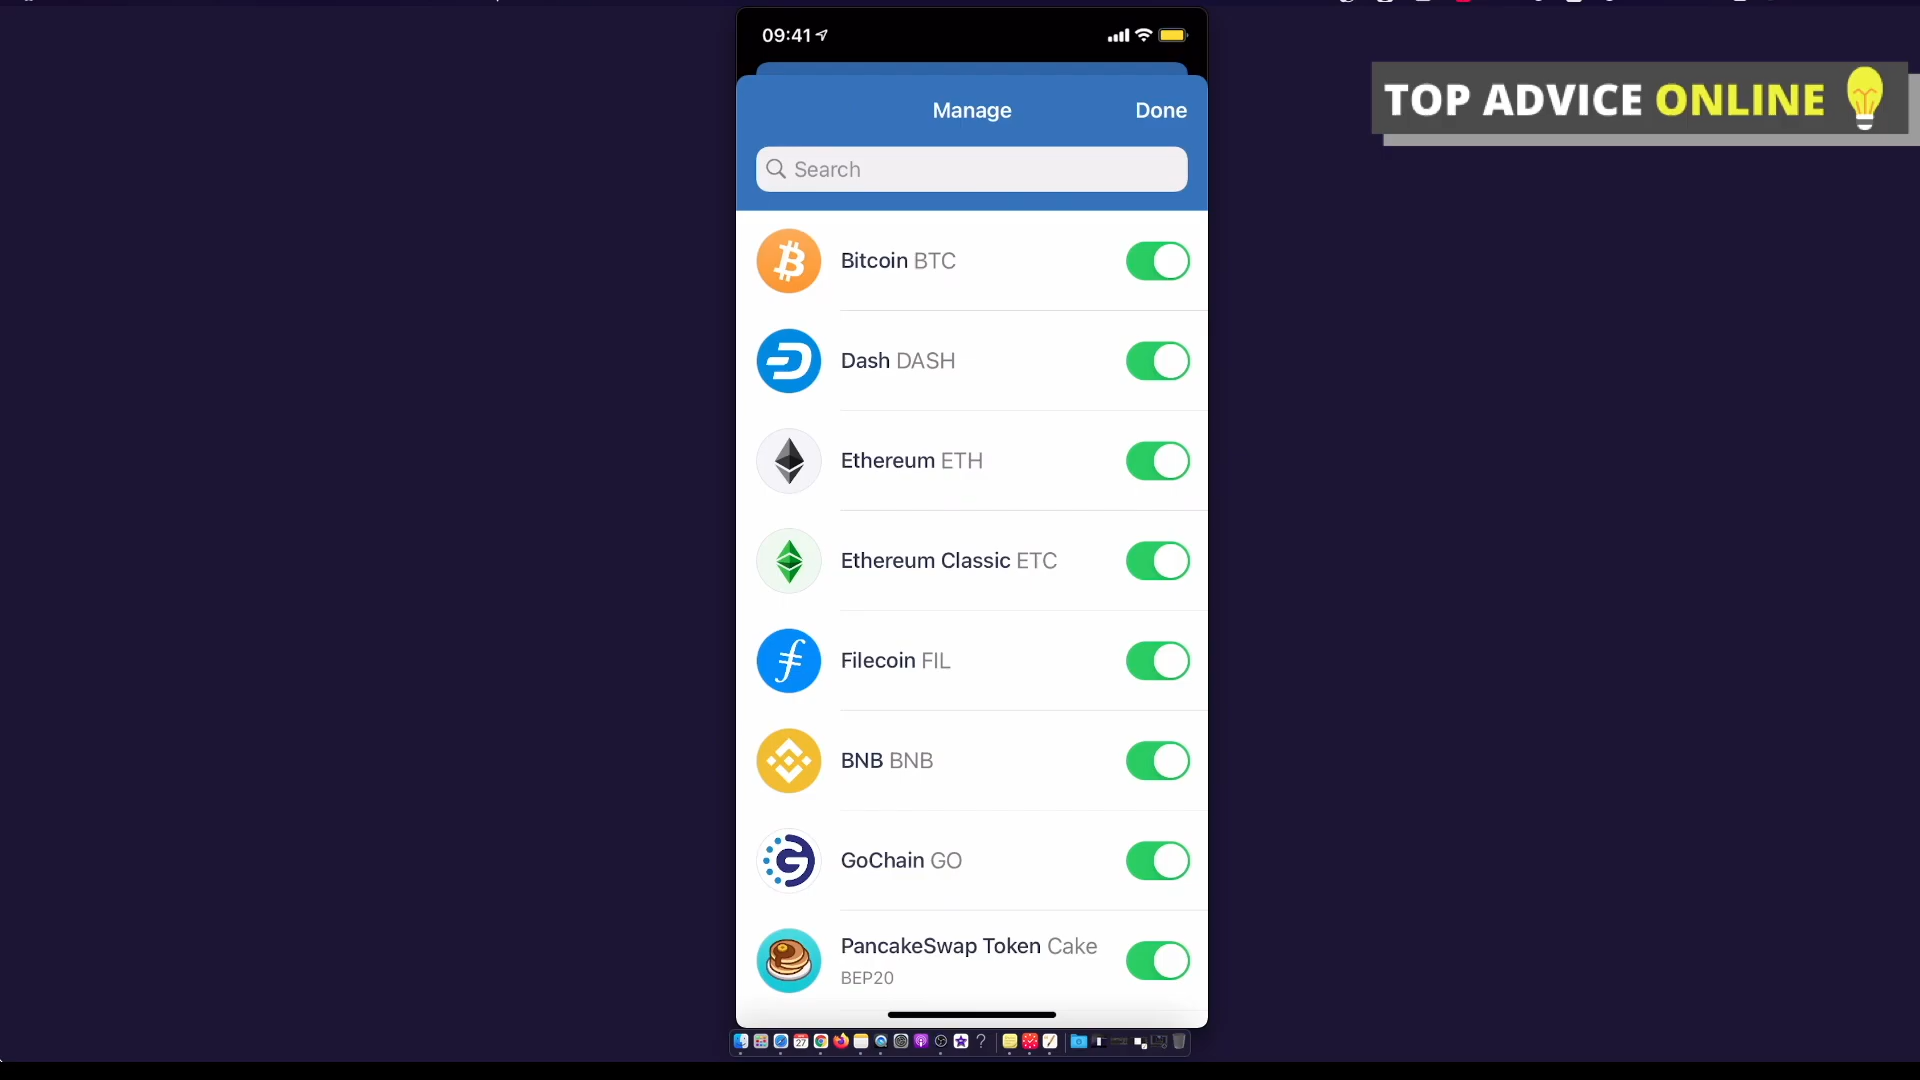 09:41
TOP ADVICE ONLINE
Manage
Done
Search
Bitcoin BTC
Dash DASH
Ethereum ETH
Ethereum Classic ETC
Filecoin FIL
BNB BNB
GoChain GO
PancakeSwap Token Cake
BEP20
27